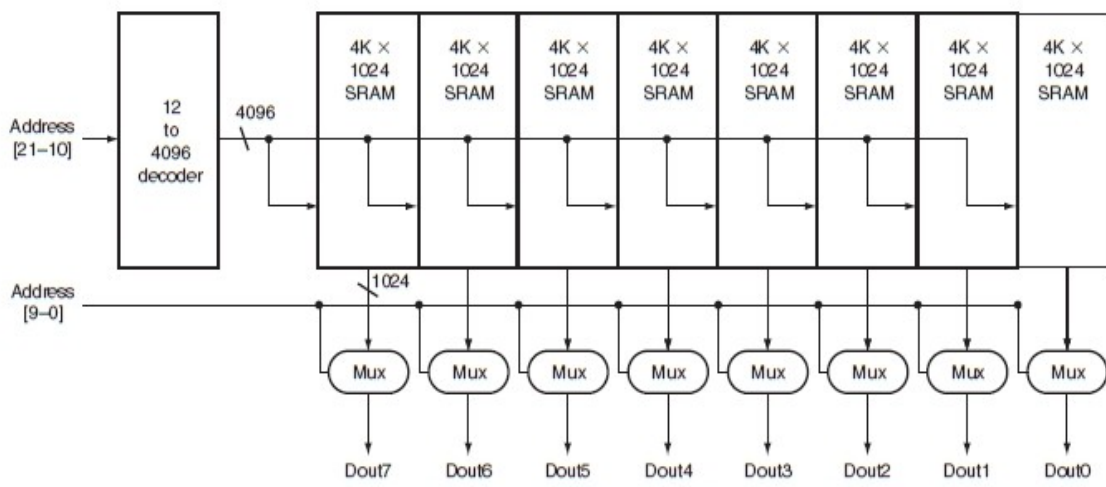 4K ×
1024
SRAM
4K ×
1024
SRAM
4K ×
1024
SRAM
4K ×
1024
SRAM
4K ×
1024
SRAM
4K ×
1024
SRAM
4K ×
1024
SRAM
4K ×
1024
SRAM
Address
[21–10]
12
to
4096
decoder
4096
Address
[9–0]
1024
Mux
Mux
Mux
Mux
Mux
Mux
Mux
Mux
Dout7
Dout6
Dout5
Dout4
Dout3
Dout2
Dout1
Dout0